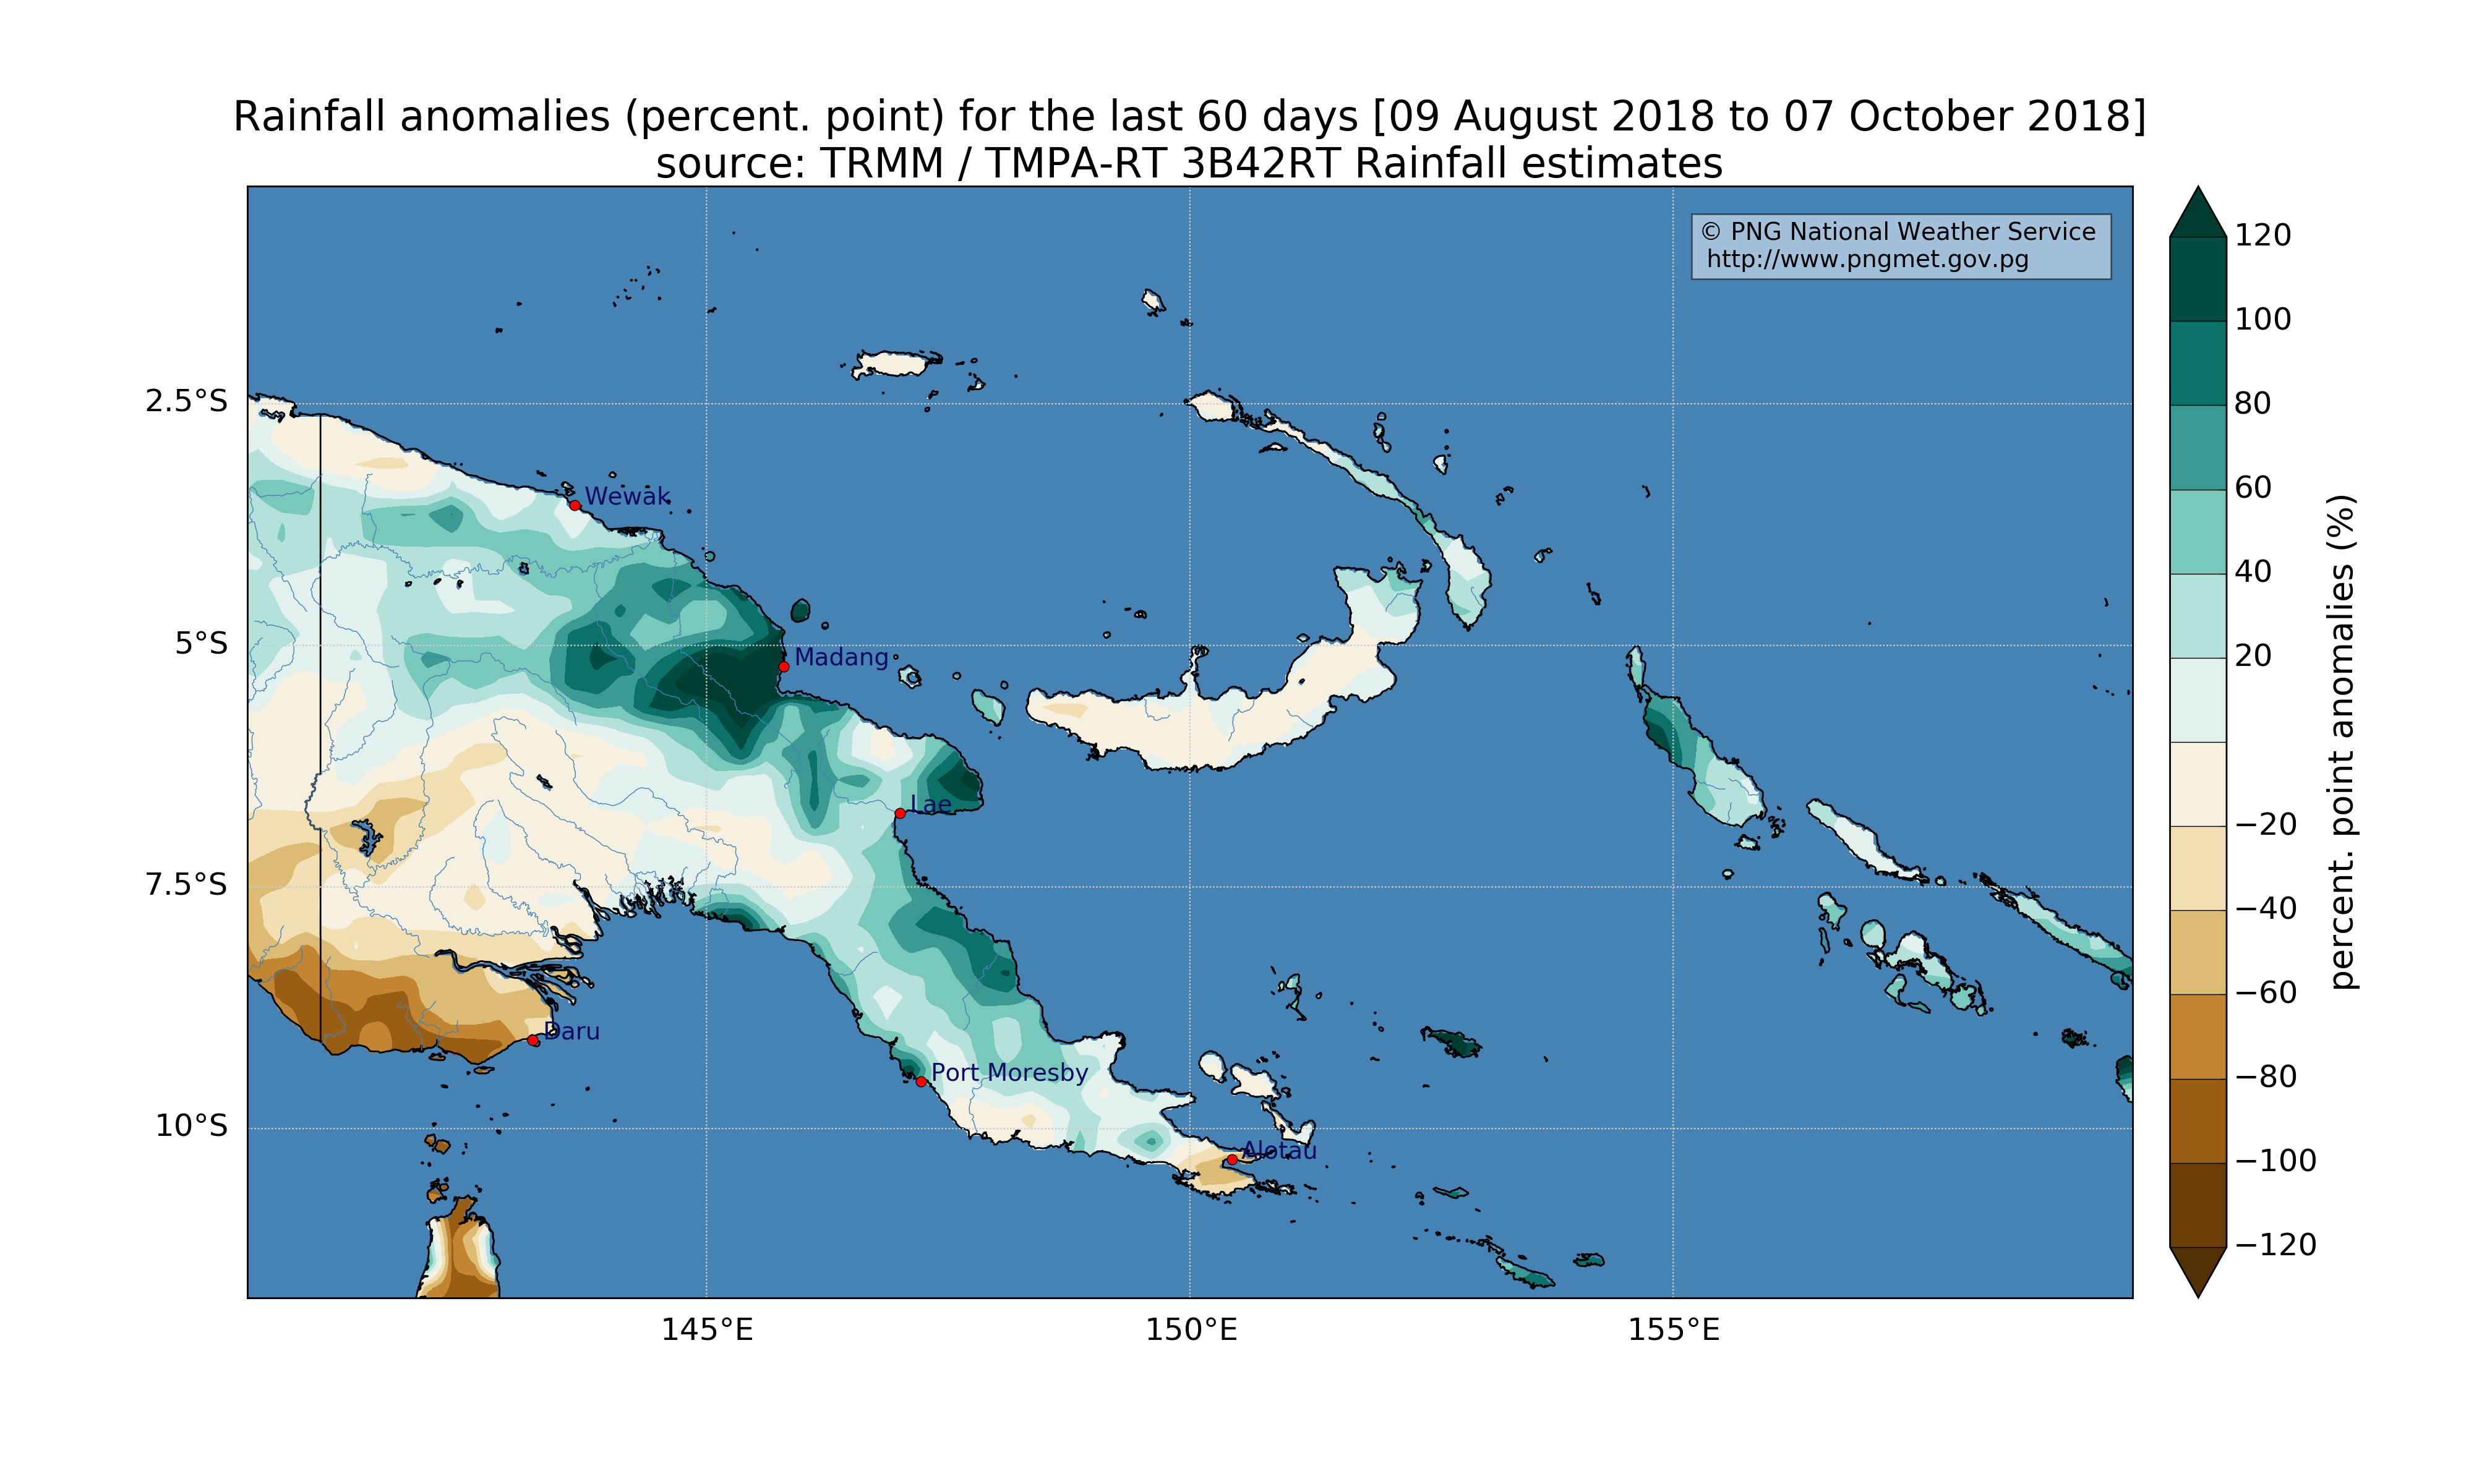 Rainfall anomalies (percent. point) for the last 60 days [09 August 2018 to 07 October 2018]
source: TRMM / TMPA-RT 3B42RT Rainfall estimates
© PNG National Weather Service
http://www.pngmet.gov.pg
2.5°S
5°S
7.5°S
10°S
145°E
150°E
155°E
Wewak
Madang
Lae
Daru
Port Moresby
Alotau
120
100
80
60
40
20
−20
−40
−60
−80
−100
−120
percent. point anomalies (%)